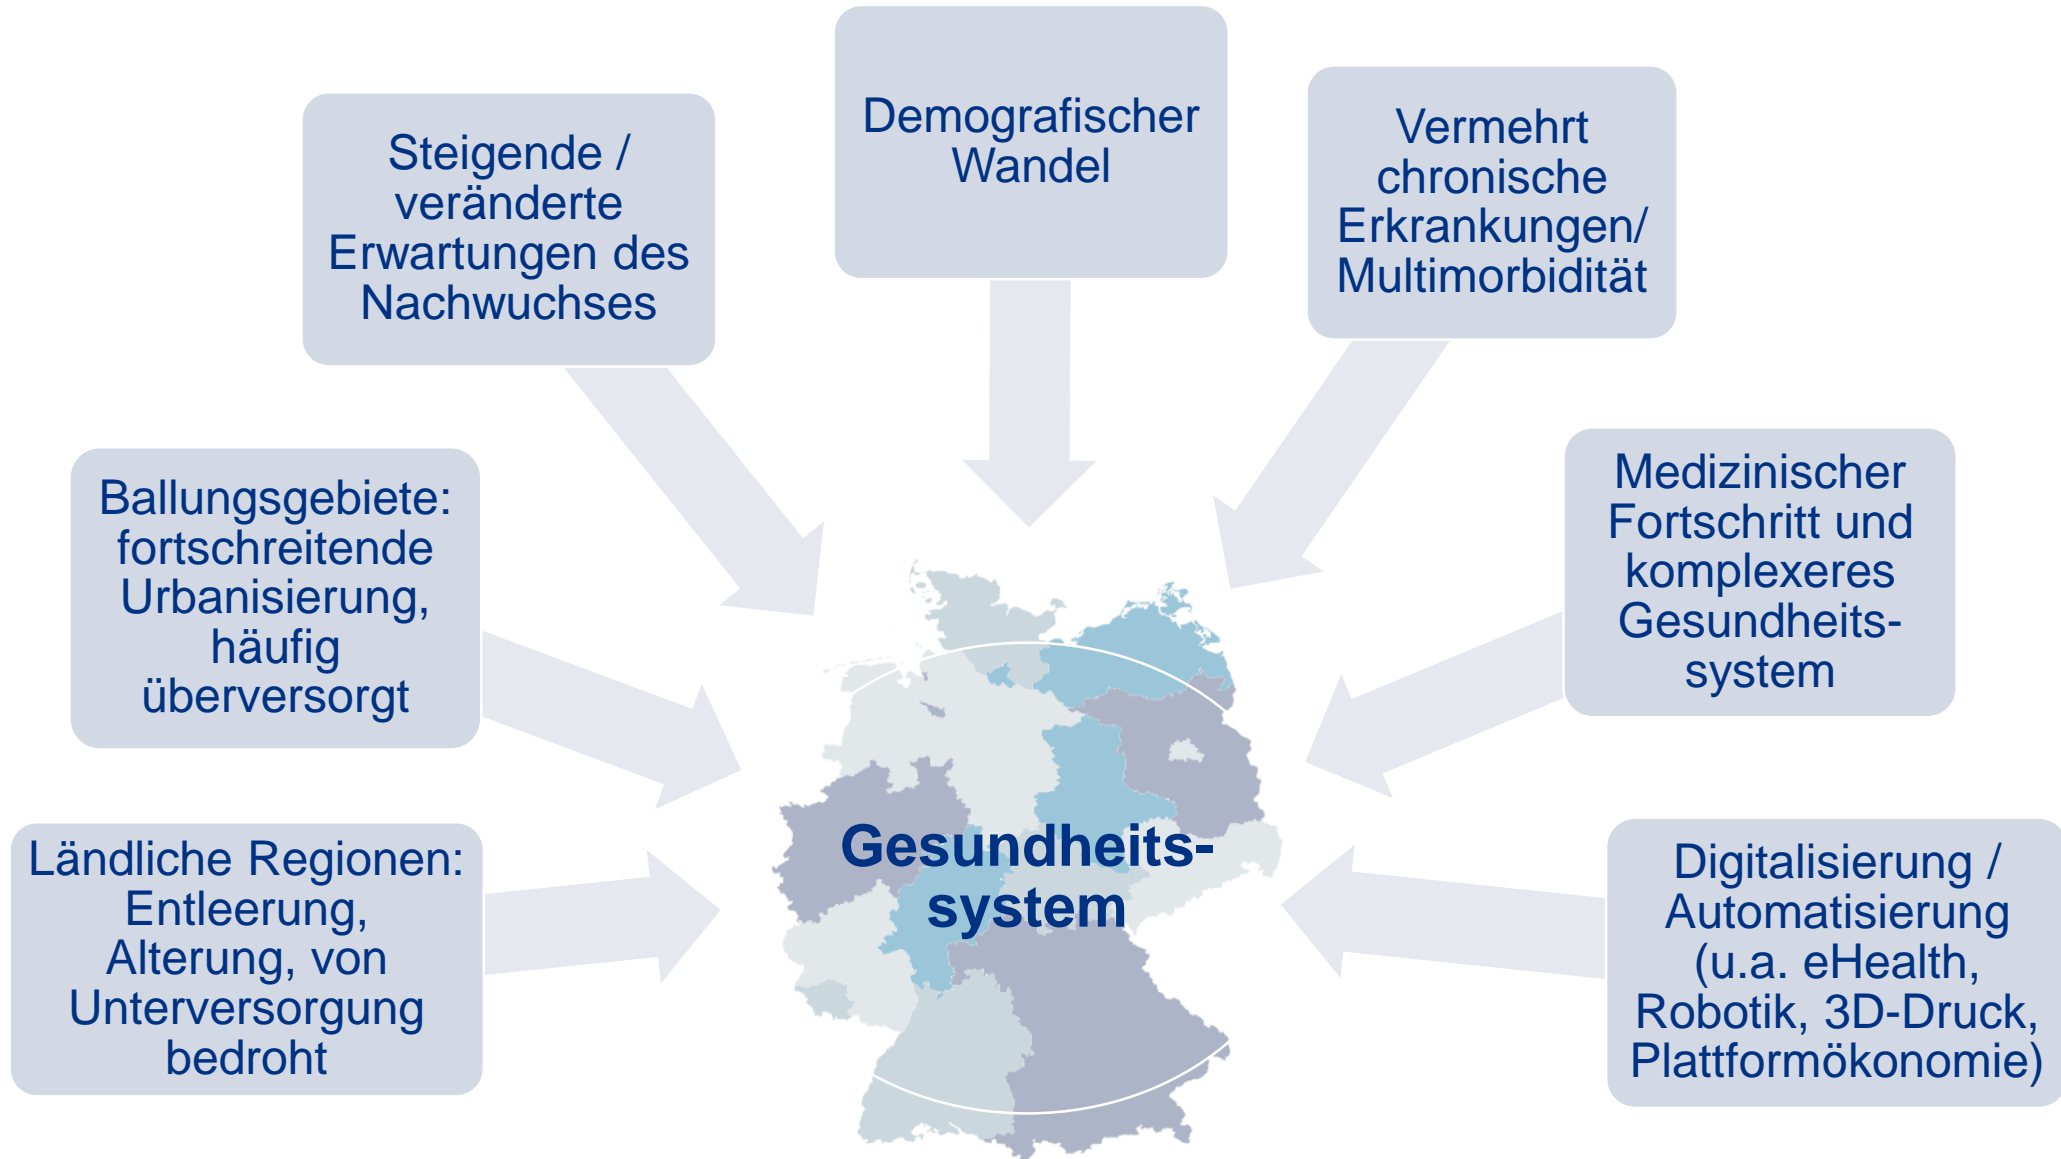 Demografischer
Wandel
Steigende /
veränderte
Erwartungen des
Nachwuchses
Vermehrt
chronische
Erkrankungen/
Multimorbidität
Ballungsgebiete:
fortschreitende
Urbanisierung,
häufig
überversorgt
Medizinischer
Fortschritt und
komplexeres
Gesundheits-
system
Ländliche Regionen:
Entleerung,
Alterung, von
Unterversorgung
bedroht
Gesundheits-
system
Digitalisierung /
Automatisierung
(u.a. eHealth,
Robotik, 3D-Druck,
Plattformökonomie)